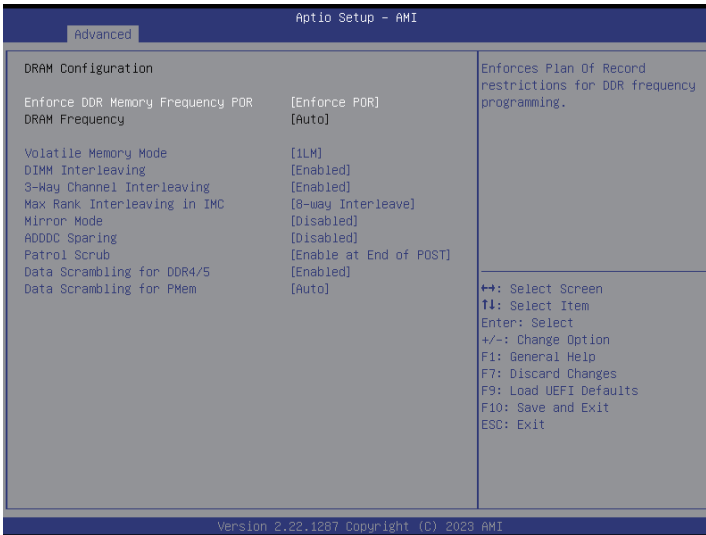 Aptio Setup – AMI
Advanced
DRAM Configuration
Enforce DDR Memory Frequency POR [Enforce POR]
DRAM Frequency [Auto]
Volatile Memory Mode [1LM]
DIMM Interleaving [Enabled]
3-Way Channel Interleaving [Enabled]
Max Rank Interleaving in IMC [8-way Interleave]
Mirror Mode [Disabled]
ADDDC Sparing [Disabled]
Patrol Scrub [Enable at End of POST]
Data Scrambling for DDR4/5 [Enabled]
Data Scrambling for PMem [Auto]
Enforces Plan Of Record
restrictions for DDR frequency
programming.
↔: Select Screen
↑↓: Select Item
Enter: Select
+/-: Change Option
F1: General Help
F7: Discard Changes
F9: Load UEFI Defaults
F10: Save and Exit
ESC: Exit
Version 2.22.1287 Copyright (C) 2023 AMI